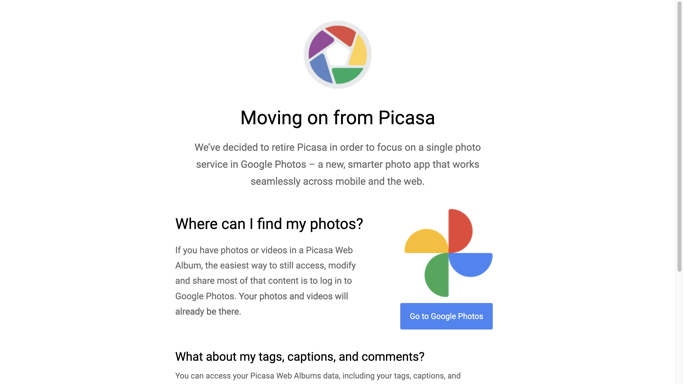 Moving on from Picasa
We've decided to retire Picasa in order to focus on a single photo
service in Google Photos – a new, smarter photo app that works
seamlessly across mobile and the web.
Where can I find my photos?
If you have photos or videos in a Picasa Web
Album, the easiest way to still access, modify
and share most of that content is to log in to
Google Photos. Your photos and videos will
already be there.
Go to Google Photos
What about my tags, captions, and comments?
You can access your Picasa Web Albums data, including your tags, captions, and